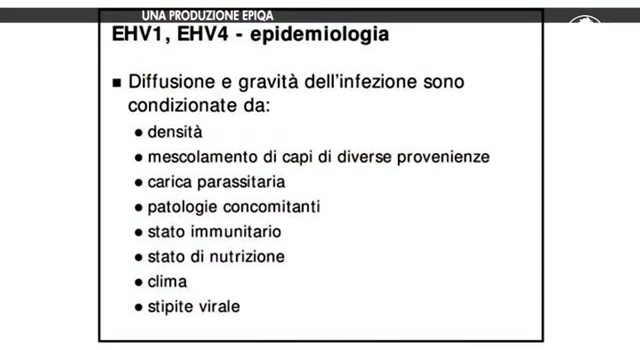 UNA PRODUZIONE EPIQA
EHV1, EHV4 - epidemiologia
■ Diffusione e gravità dell'infezione sono
condizionate da:
● densità
● mescolamento di capi di diverse provenienze
● carica parassitaria
● patologie concomitanti
● stato immunitario
● stato di nutrizione
● clima
● stipite virale